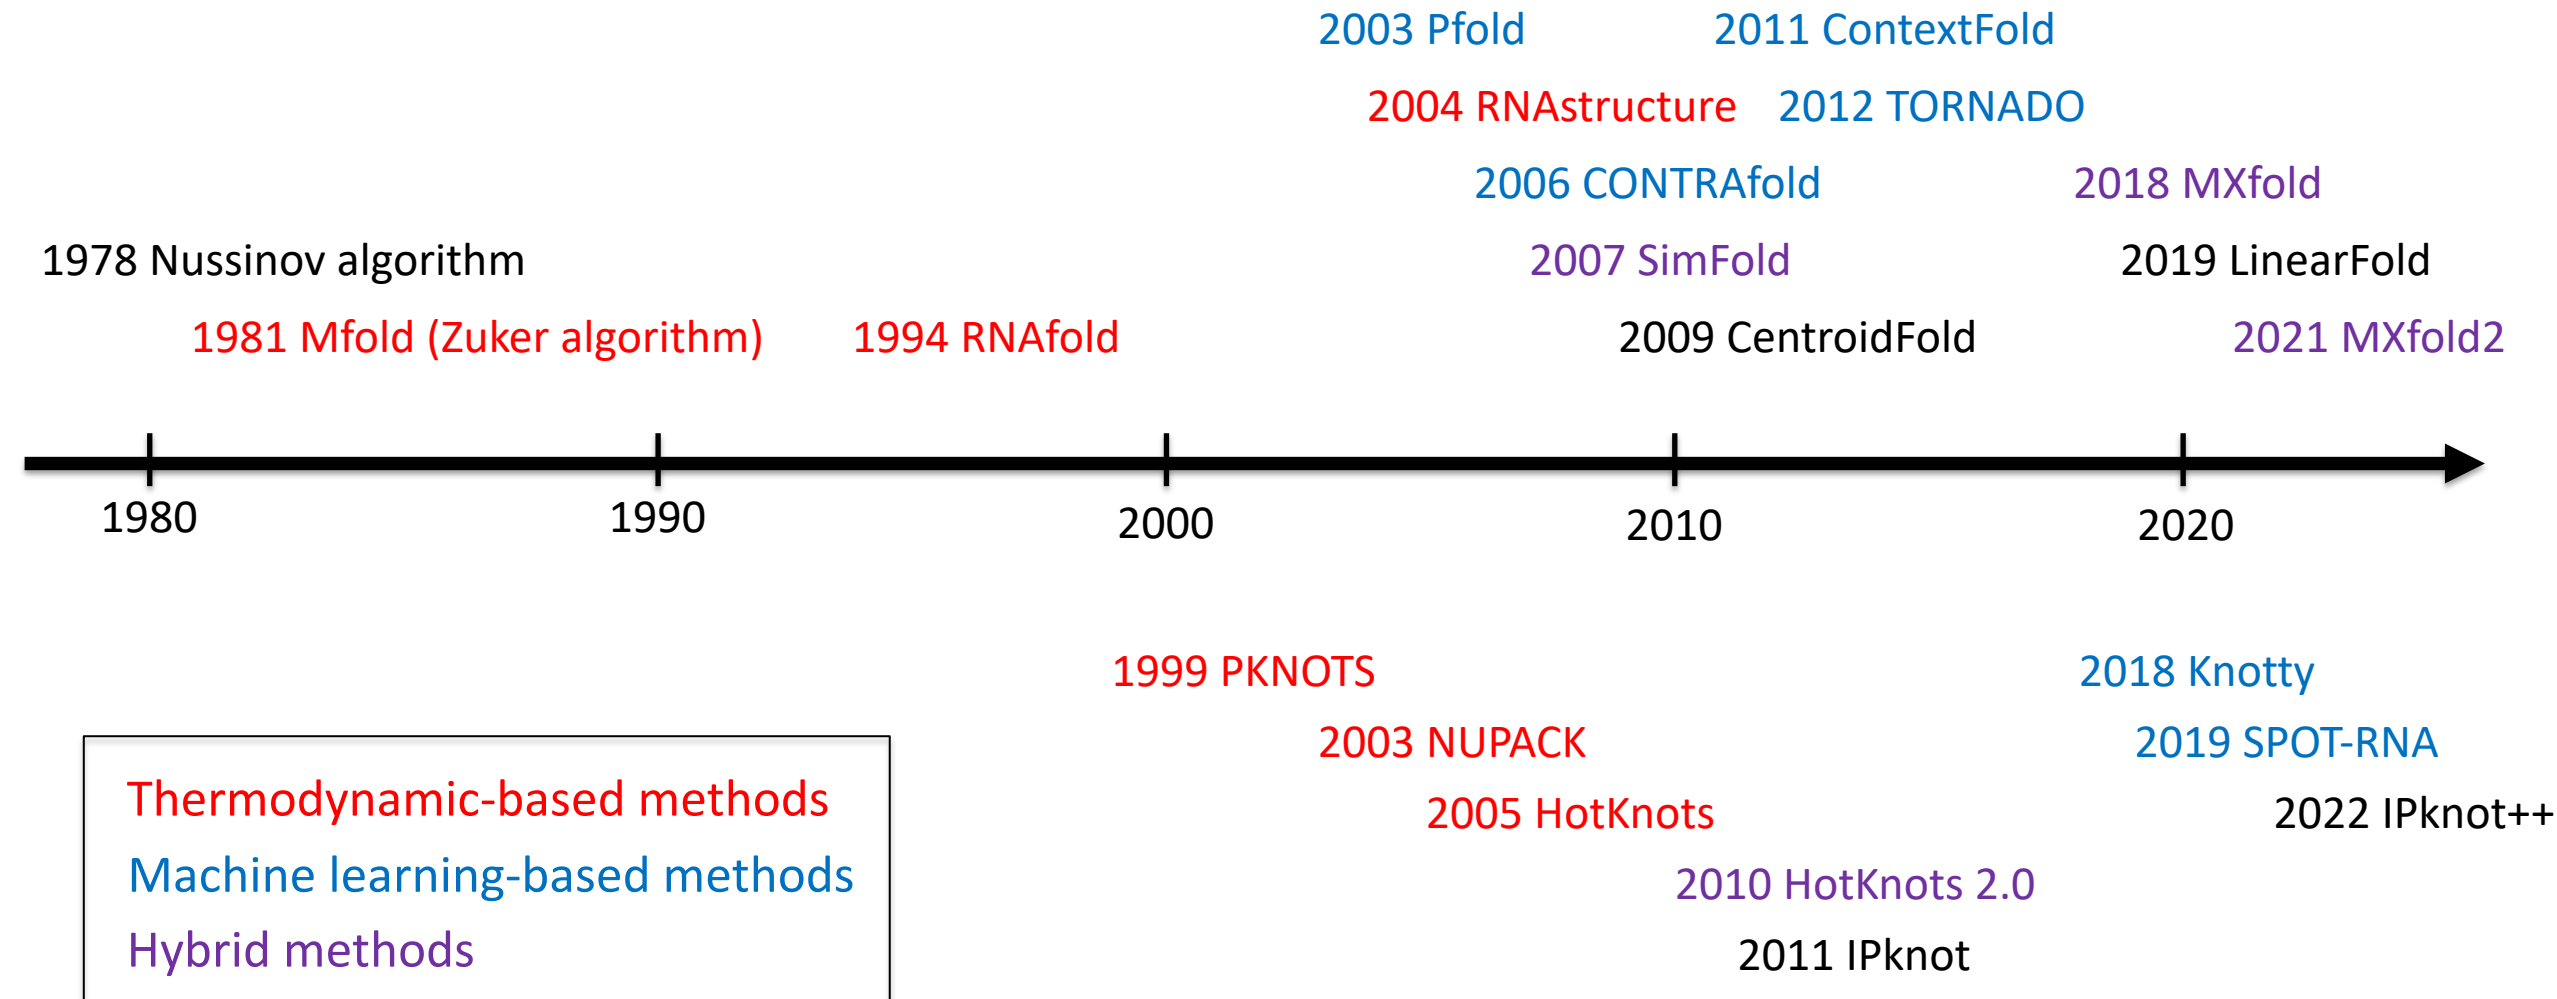 2003 Pfold
2011 ContextFold
2004 RNAstructure
2012 TORNADO
2006 CONTRAfold
2018 MXfold
1978 Nussinov algorithm
2007 SimFold
2019 LinearFold
1981 Mfold (Zuker algorithm)
1994 RNAfold
2009 CentroidFold
2021 MXfold2
1980
1990
2000
2010
2020
1999 PKNOTS
2018 Knotty
2003 NUPACK
2019 SPOT-RNA
2005 HotKnots
2022 IPknot++
2010 HotKnots 2.0
2011 IPknot
Thermodynamic-based methods
Machine learning-based methods
Hybrid methods